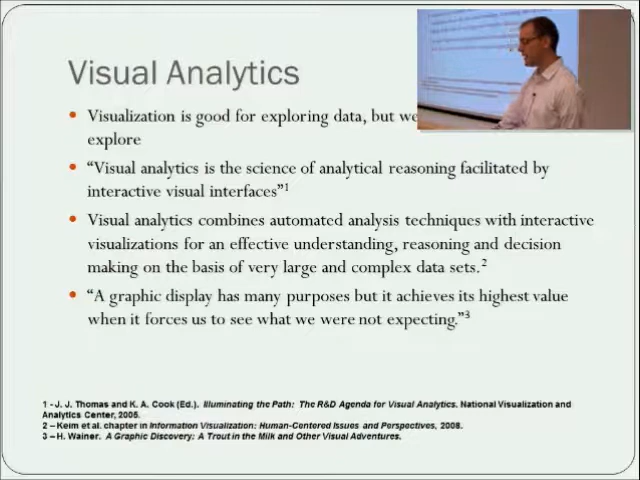 Visual Analytics
Visualization is good for exploring data, but we
explore
“Visual analytics is the science of analytical reasoning facilitated by
interactive visual interfaces”1
Visual analytics combines automated analysis techniques with interactive
visualizations for an effective understanding, reasoning and decision
making on the basis of very large and complex data sets.2
“A graphic display has many purposes but it achieves its highest value
when it forces us to see what we were not expecting.”3
1 - J. J. Thomas and K. A. Cook (Ed.). Illuminating the Path: The R&D Agenda for Visual Analytics. National Visualization and
Analytics Center, 2005.
2 – Keim et al. chapter in Information Visualization: Human-Centered Issues and Perspectives, 2008.
3 – H. Wainer. A Graphic Discovery: A Trout in the Milk and Other Visual Adventures.